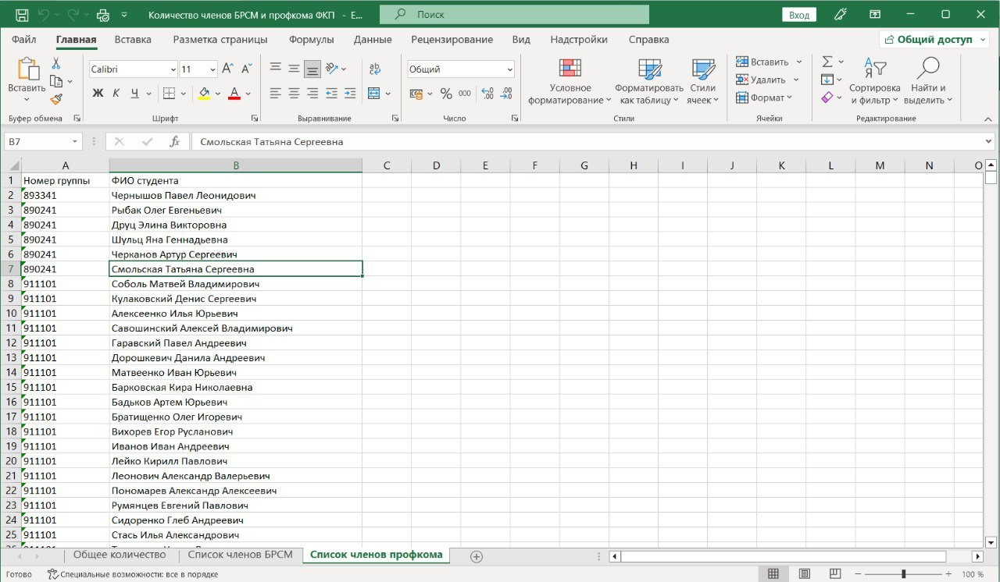 Количество членов БРСМ и профкома ФКП - E...
Поиск
Вход
Файл Главная Вставка Разметка страницы Формулы Данные Рецензирование Вид Надстройки Справка
Общий доступ
Вставить
Буфер обмена
Calibri 11
Ж К Ч
Шрифт
Выравнивание
Общий
% 000
Число
Условное форматирование
Форматировать как таблицу
Стили ячеек
Стили
Вставить
Удалить
Формат
Ячейки
Сортировка и фильтр
Найти и выделить
Редактирование
B7 fx Смольская Татьяна Сергеевна
A B C D E F G H I J K L M N O
1 Номер группы ФИО студента
2 893341 Чернышов Павел Леонидович
3 890241 Рыбак Олег Евгеньевич
4 890241 Друц Элина Викторовна
5 890241 Шульц Яна Геннадьевна
6 890241 Черканов Артур Сергеевич
7 890241 Смольская Татьяна Сергеевна
8 911101 Соболь Матвей Владимирович
9 911101 Кулаковский Денис Сергеевич
10 911101 Алексеенко Илья Юрьевич
11 911101 Савошинский Алексей Владимирович
12 911101 Гаравский Павел Андреевич
13 911101 Дорошкевич Данила Андреевич
14 911101 Матвеенко Иван Юрьевич
15 911101 Барковская Кира Николаевна
16 911101 Бадьков Артем Юрьевич
17 911101 Братищенко Олег Игоревич
18 911101 Вихорев Егор Русланович
19 911101 Иванов Иван Андреевич
20 911101 Лейко Кирилл Павлович
21 911101 Леонович Александр Валерьевич
22 911101 Пономарев Александр Алексеевич
23 911101 Румянцев Евгений Павлович
24 911101 Сидоренко Глеб Андреевич
25 911101 Стась Илья Александрович
Общее количество Список членов БРСМ Список членов профкома
Готово Специальные возможности: все в порядке 100 %